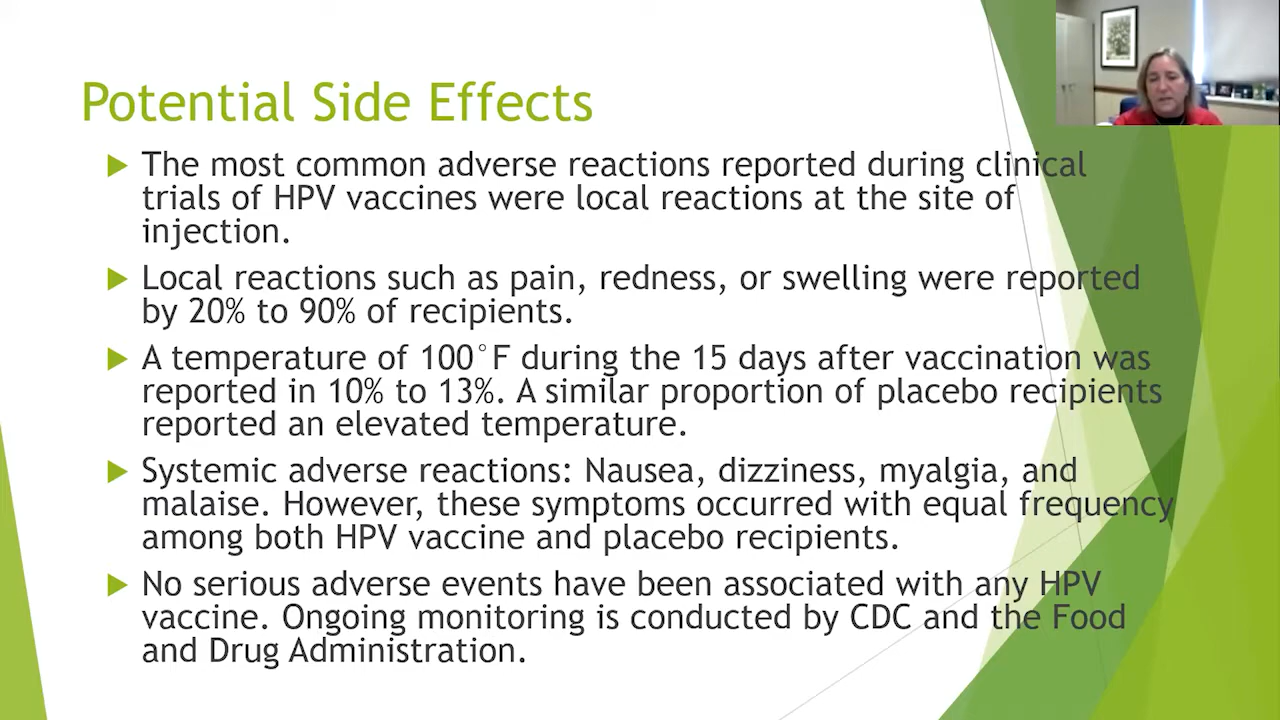 Potential Side Effects
The most common adverse reactions reported during clinical
trials of HPV vaccines were local reactions at the site of
injection.
Local reactions such as pain, redness, or swelling were reported
by 20% to 90% of recipients.
A temperature of 100°F during the 15 days after vaccination was
reported in 10% to 13%. A similar proportion of placebo recipients
reported an elevated temperature.
Systemic adverse reactions: Nausea, dizziness, myalgia, and
malaise. However, these symptoms occurred with equal frequency
among both HPV vaccine and placebo recipients.
No serious adverse events have been associated with any HPV
vaccine. Ongoing monitoring is conducted by CDC and the Food
and Drug Administration.